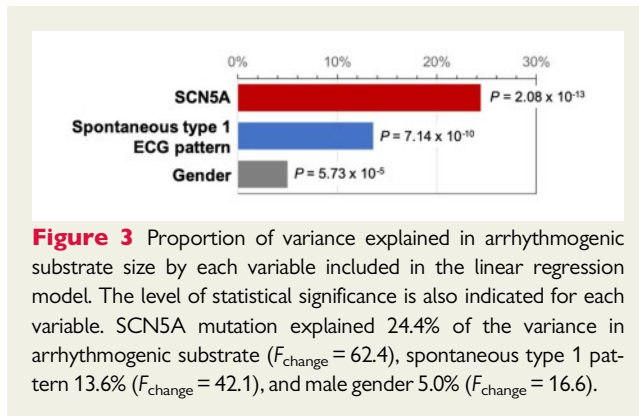 0% 10% 20% 30%
SCN5A
P = 2.08 x 10⁻¹³
Spontaneous type 1
ECG pattern
P = 7.14 x 10⁻¹⁰
Gender
P = 5.73 x 10⁻⁵
Figure 3 Proportion of variance explained in arrhythmogenic
substrate size by each variable included in the linear regression
model. The level of statistical significance is also indicated for each
variable. SCN5A mutation explained 24.4% of the variance in
arrhythmogenic substrate (Fchange = 62.4), spontaneous type 1 pat-
tern 13.6% (Fchange = 42.1), and male gender 5.0% (Fchange = 16.6).